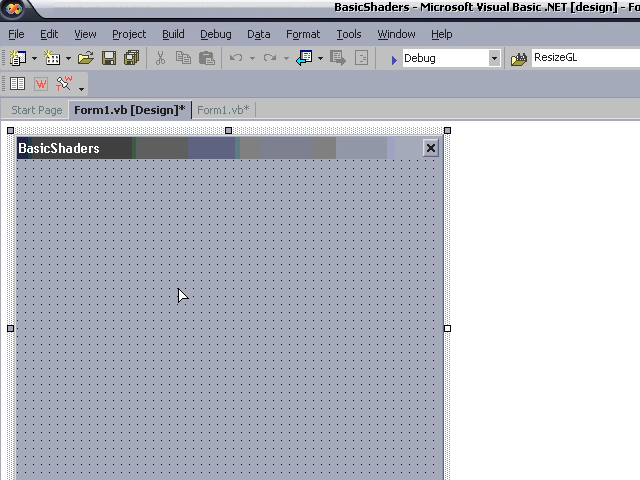 BasicShaders - Microsoft Visual Basic .NET [design] - Fo
File Edit View Project Build Debug Data Format Tools Window Help
Debug ResizeGL
W
Start Page Form1.vb [Design]* Form1.vb*
BasicShaders